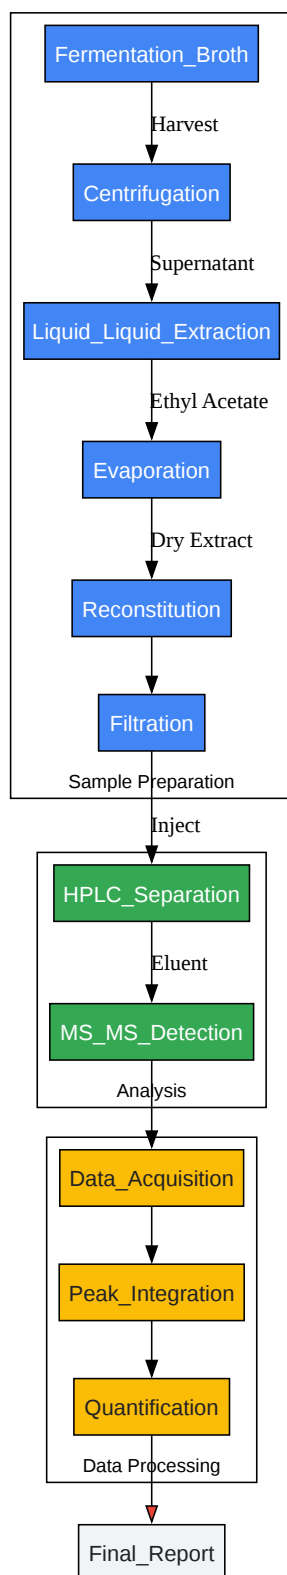 Fermentation_Broth
Harvest
Centrifugation
Supernatant
Liquid_Liquid_Extraction
Ethyl Acetate
Evaporation
Dry Extract
Reconstitution
Filtration
Sample Preparation
Inject
HPLC_Separation
Eluent
MS_MS_Detection
Analysis
Data_Acquisition
Peak_Integration
Quantification
Data Processing
Final_Report